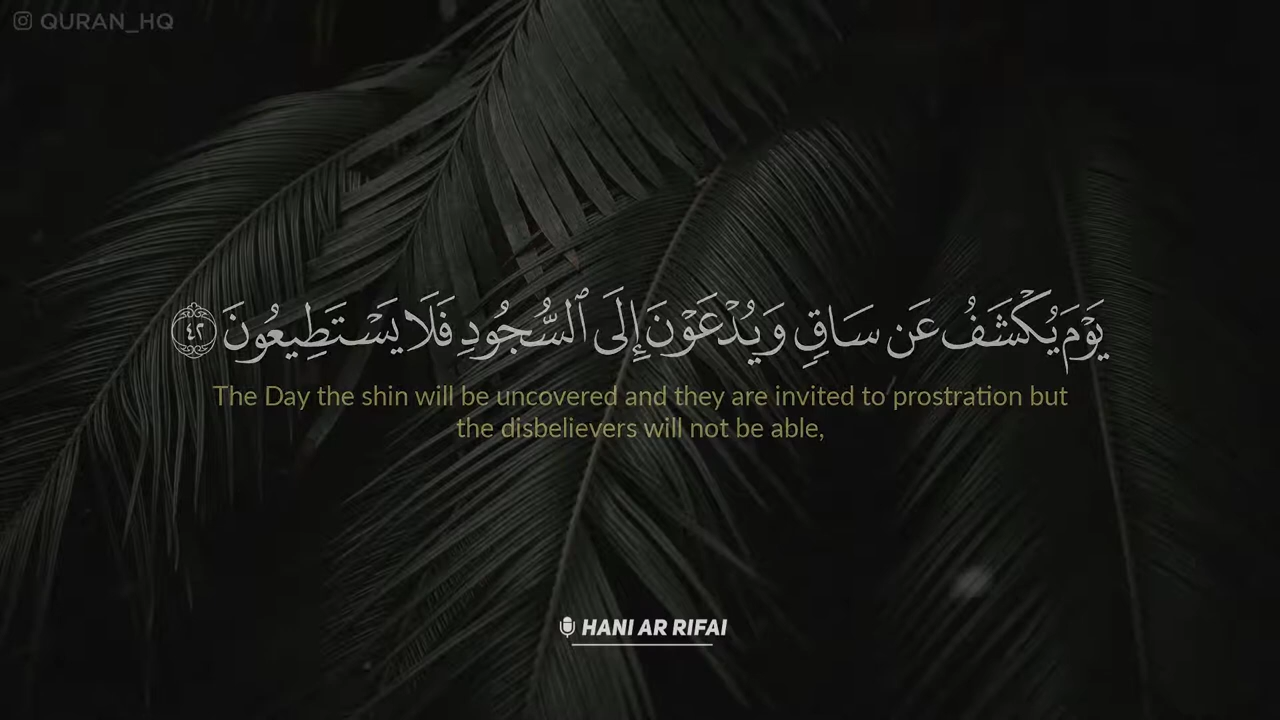 QURAN_HQ
يَوْمَ يُكْشَفُ عَن سَاقٍ وَيُدْعَوْنَ إِلَى ٱلسُّجُودِ فَلَا يَسْتَطِيعُونَ ٤٢
The Day the shin will be uncovered and they are invited to prostration but
the disbelievers will not be able,
HANI AR RIFAI